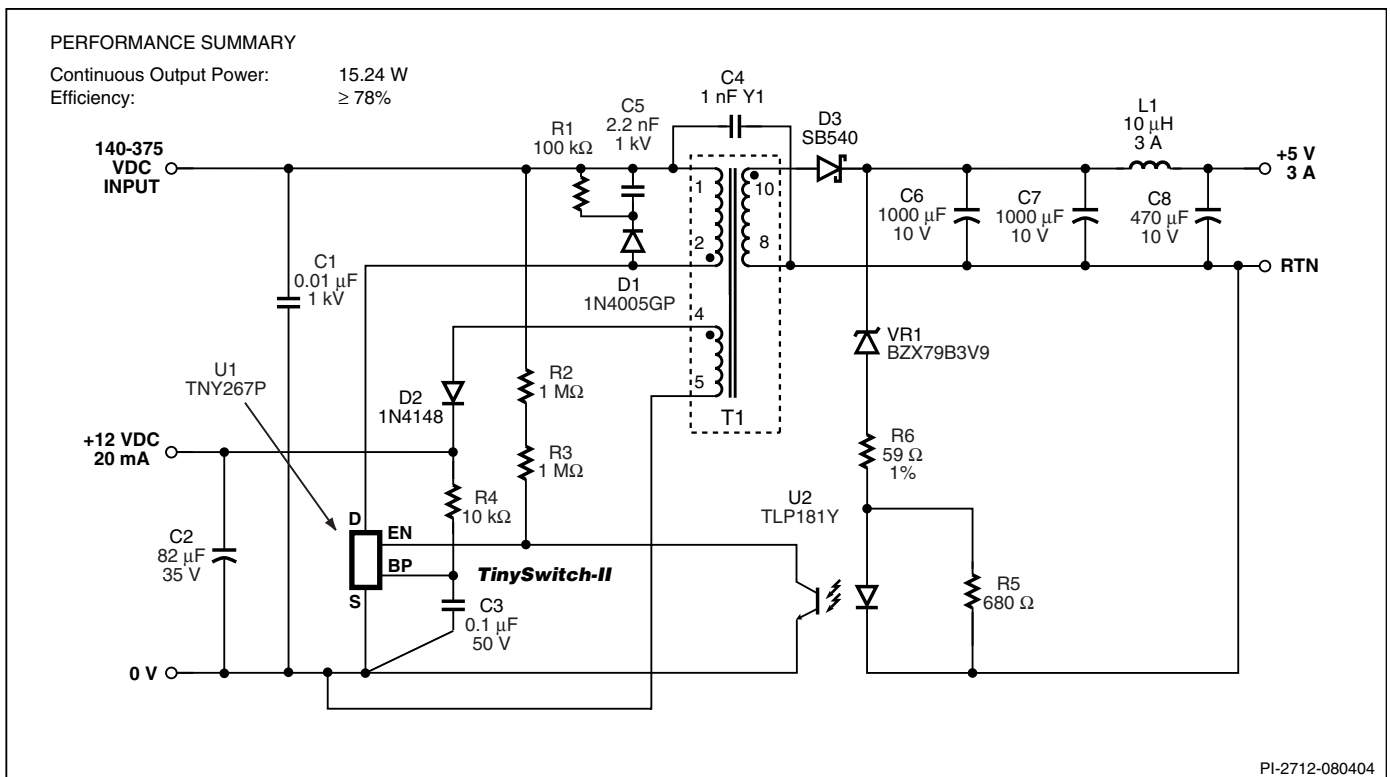 PERFORMANCE SUMMARY
Continuous Output Power: 15.24 W
Efficiency: ≥ 78%
C4
1 nF Y1
C5
2.2 nF
1 kV
R1
100 kΩ
D3
SB540
L1
10 μH
3 A
140-375
VDC
INPUT
+5 V
3 A
1
10
2
8
C6
1000 μF
10 V
C7
1000 μF
10 V
C8
470 μF
10 V
C1
0.01 μF
1 kV
D1
1N4005GP
RTN
4
5
T1
VR1
BZX79B3V9
U1
TNY267P
D2
1N4148
R2
1 MΩ
+12 VDC
20 mA
R3
1 MΩ
R6
59 Ω
1%
R4
10 kΩ
U2
TLP181Y
C2
82 μF
35 V
D
EN
BP
S
TinySwitch-II
C3
0.1 μF
50 V
R5
680 Ω
0 V
PI-2712-080404